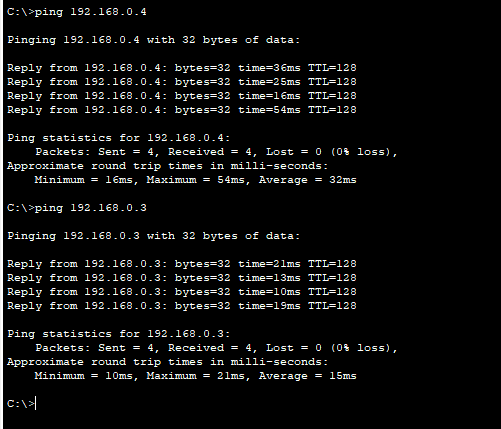 C:\>ping 192.168.0.4
Pinging 192.168.0.4 with 32 bytes of data:
Reply from 192.168.0.4: bytes=32 time=36ms TTL=128
Reply from 192.168.0.4: bytes=32 time=25ms TTL=128
Reply from 192.168.0.4: bytes=32 time=16ms TTL=128
Reply from 192.168.0.4: bytes=32 time=54ms TTL=128
Ping statistics for 192.168.0.4:
    Packets: Sent = 4, Received = 4, Lost = 0 (0% loss),
Approximate round trip times in milli-seconds:
    Minimum = 16ms, Maximum = 54ms, Average = 32ms
C:\>ping 192.168.0.3
Pinging 192.168.0.3 with 32 bytes of data:
Reply from 192.168.0.3: bytes=32 time=21ms TTL=128
Reply from 192.168.0.3: bytes=32 time=13ms TTL=128
Reply from 192.168.0.3: bytes=32 time=10ms TTL=128
Reply from 192.168.0.3: bytes=32 time=19ms TTL=128
Ping statistics for 192.168.0.3:
    Packets: Sent = 4, Received = 4, Lost = 0 (0% loss),
Approximate round trip times in milli-seconds:
    Minimum = 10ms, Maximum = 21ms, Average = 15ms
C:\>